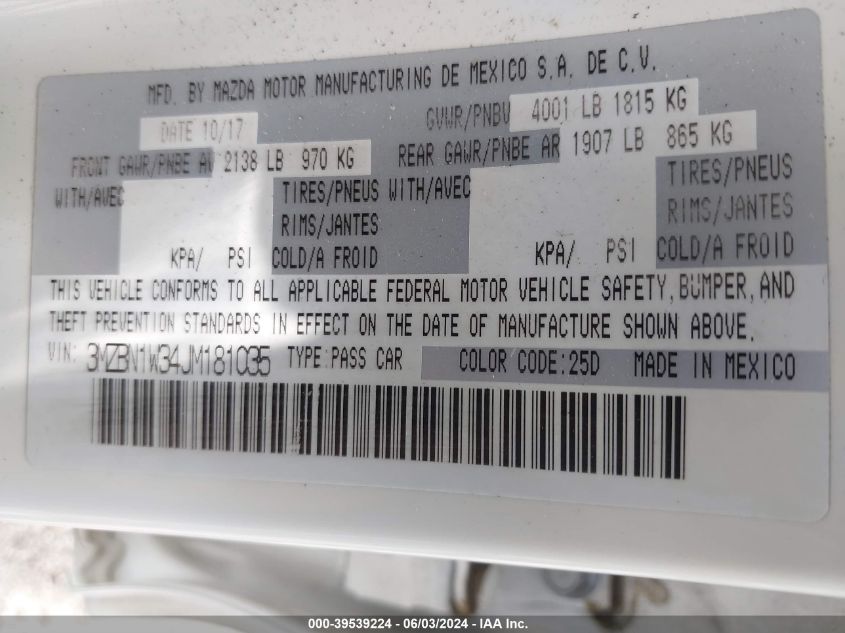 MFD. BY MAZDA MOTOR MANUFACTURING DE MEXICO S.A. DE C.V.
DATE 10/17 GVWR/PNBV 4001 LB 1815 KG
FRONT GAWR/PNBE AV 2138 LB 970 KG REAR GAWR/PNBE AR 1907 LB 865 KG
WITH/AVEC TIRES/PNEUS WITH/AVEC TIRES/PNEUS
RIMS/JANTES RIMS/JANTES
KPA/ PSI COLD/A FROID KPA/ PSI COLD/A FROID
THIS VEHICLE CONFORMS TO ALL APPLICABLE FEDERAL MOTOR VEHICLE SAFETY, BUMPER, AND
THEFT PREVENTION STANDARDS IN EFFECT ON THE DATE OF MANUFACTURE SHOWN ABOVE.
VIN: 3MZBN1W34JM181035 TYPE:PASS CAR COLOR CODE:25D MADE IN MEXICO
000-39539224 - 06/03/2024 - IAA Inc.